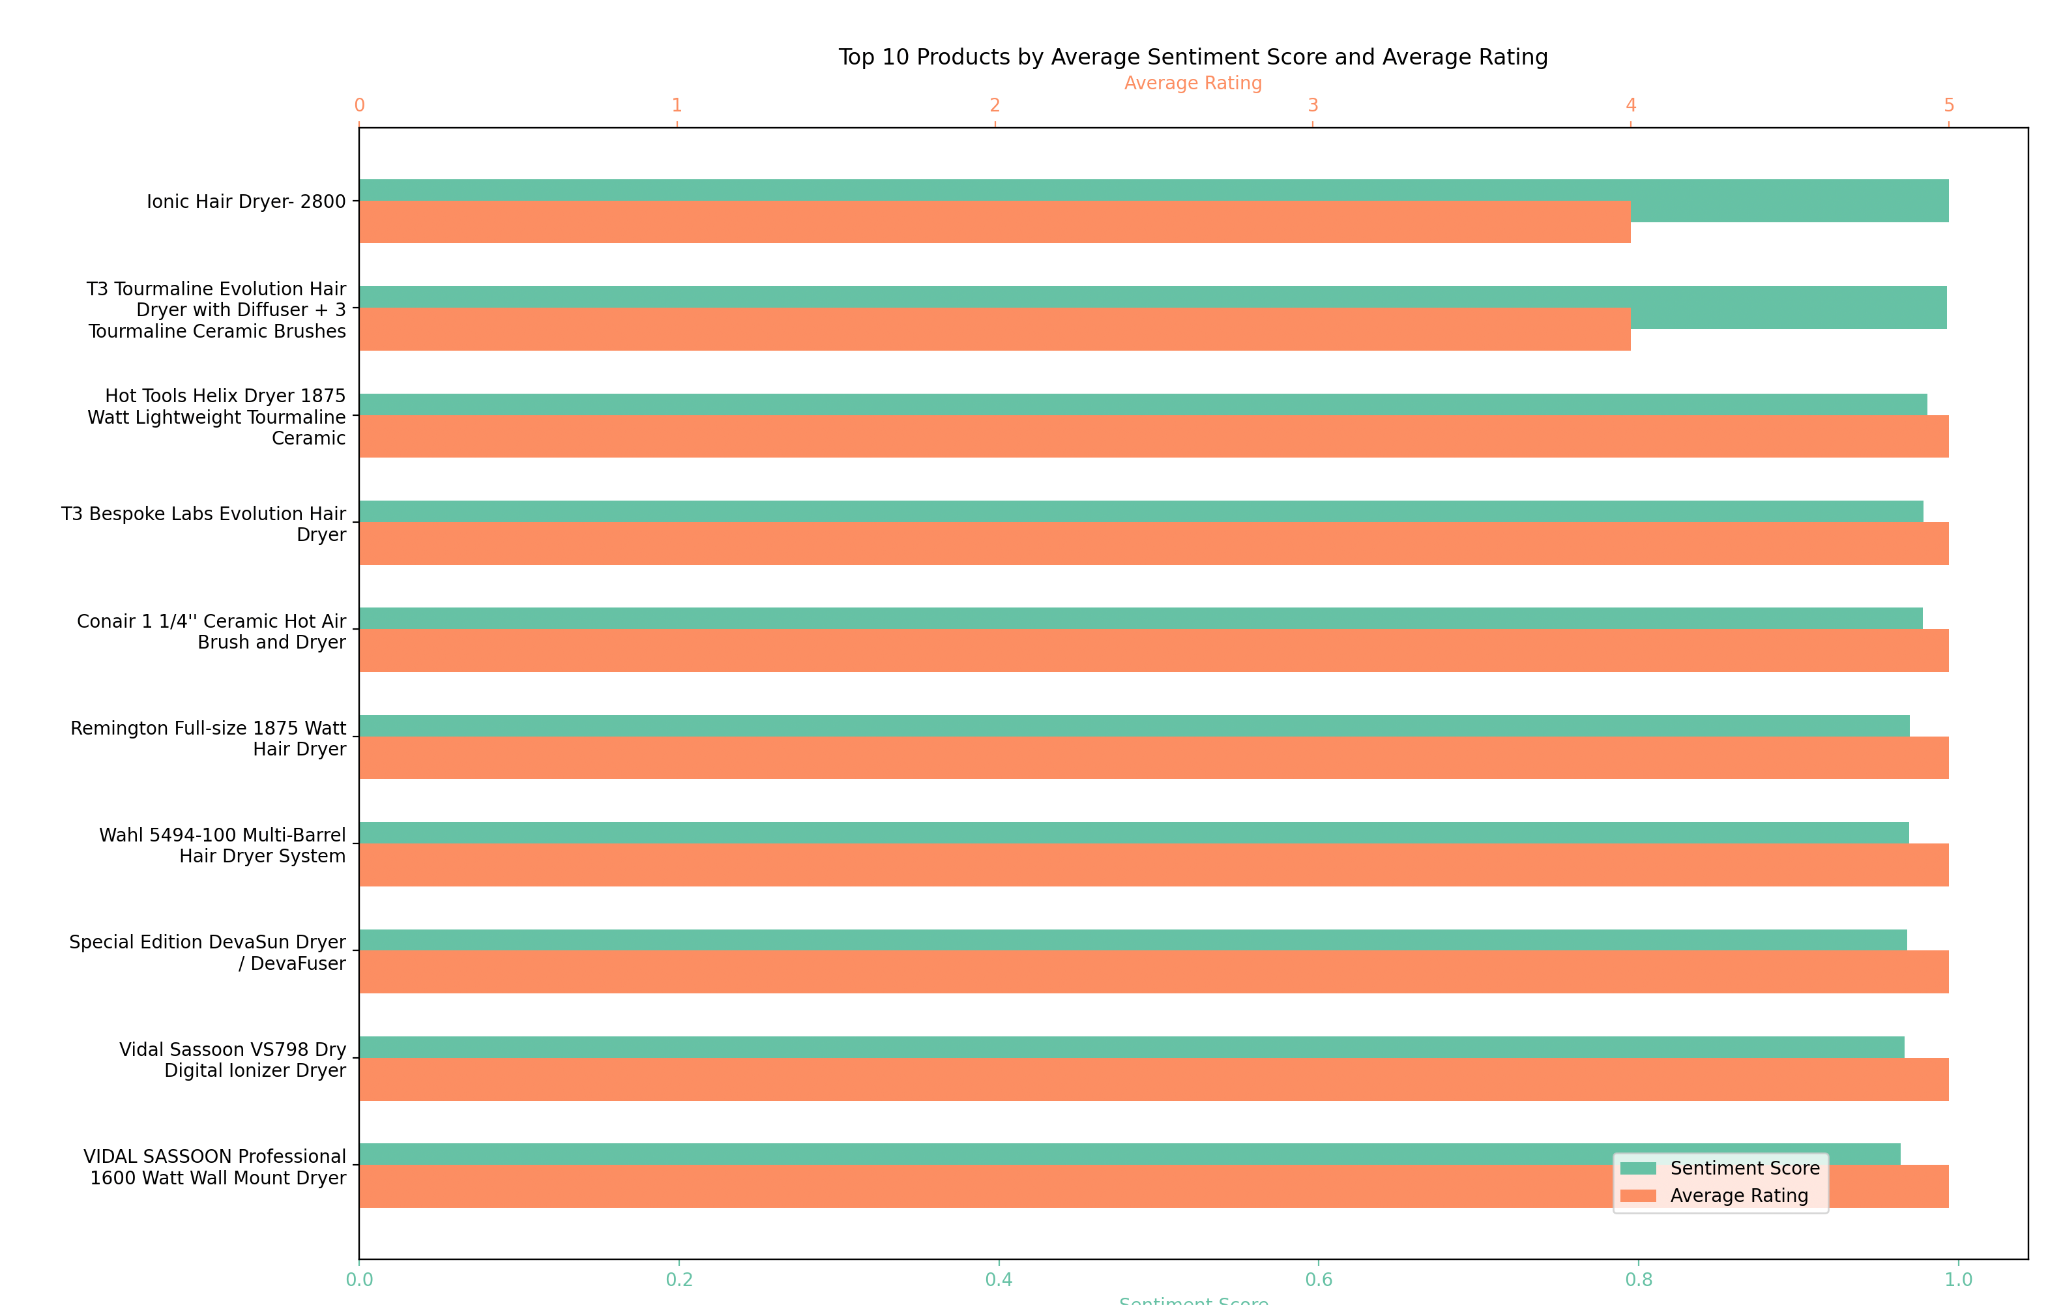 Top 10 Products by Average Sentiment Score and Average Rating
Average Rating
0 1 2 3 4 5
Ionic Hair Dryer- 2800
T3 Tourmaline Evolution Hair
Dryer with Diffuser + 3
Tourmaline Ceramic Brushes
Hot Tools Helix Dryer 1875
Watt Lightweight Tourmaline
Ceramic
T3 Bespoke Labs Evolution Hair
Dryer
Conair 1 1/4'' Ceramic Hot Air
Brush and Dryer
Remington Full-size 1875 Watt
Hair Dryer
Wahl 5494-100 Multi-Barrel
Hair Dryer System
Special Edition DevaSun Dryer
/ DevaFuser
Vidal Sassoon VS798 Dry
Digital Ionizer Dryer
VIDAL SASSOON Professional
1600 Watt Wall Mount Dryer
Sentiment Score
Average Rating
0.0 0.2 0.4 0.6 0.8 1.0
Sentiment Score